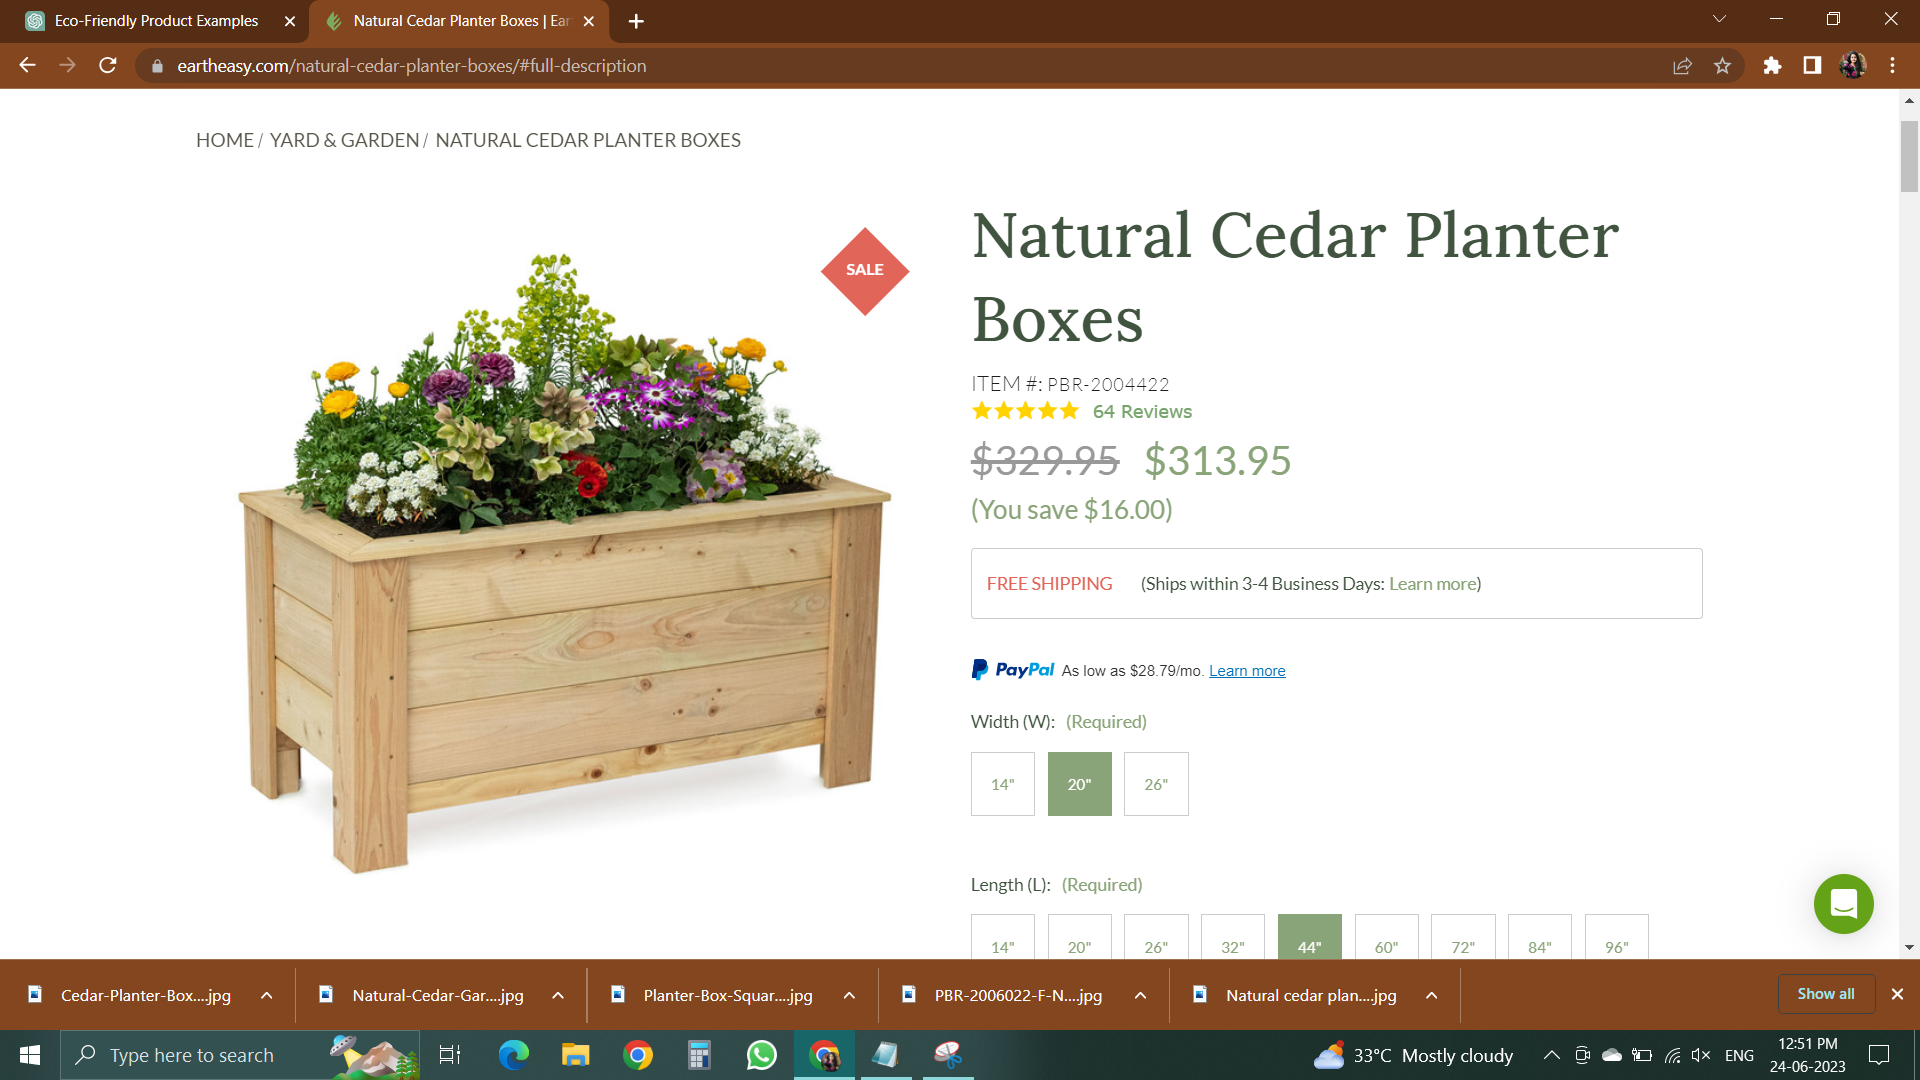 Eco-Friendly Product Examples
Natural Cedar Planter Boxes | Ear
eartheasy.com/natural-cedar-planter-boxes/#full-description
HOME / YARD & GARDEN / NATURAL CEDAR PLANTER BOXES
SALE
Natural Cedar Planter
Boxes
ITEM #: PBR-2004422
64 Reviews
$329.95 $313.95
(You save $16.00)
FREE SHIPPING (Ships within 3-4 Business Days: Learn more)
PayPal As low as $28.79/mo. Learn more
Width (W): (Required)
14" 20" 26"
Length (L): (Required)
14" 20" 26" 32" 44" 60" 72" 84" 96"
Cedar-Planter-Box....jpg
Natural-Cedar-Gar....jpg
Planter-Box-Squar....jpg
PBR-2006022-F-N....jpg
Natural cedar plan....jpg
Show all
Type here to search
33°C Mostly cloudy
ENG
12:51 PM
24-06-2023